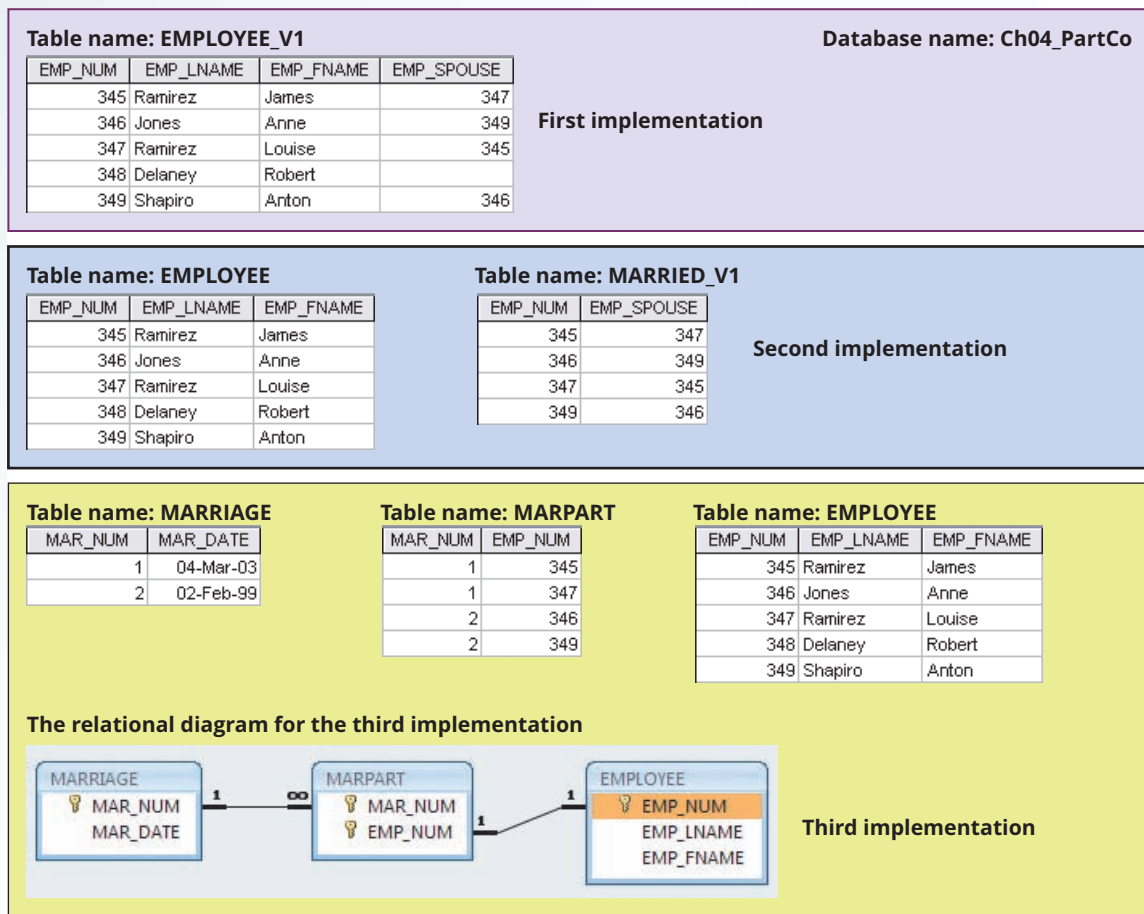 Table name: EMPLOYEE_V1 Database name: Ch04_PartCo
EMP_NUM EMP_LNAME EMP_FNAME EMP_SPOUSE
345 Ramirez James 347
346 Jones Anne 349
347 Ramirez Louise 345
348 Delaney Robert
349 Shapiro Anton 346
First implementation
Table name: EMPLOYEE
EMP_NUM EMP_LNAME EMP_FNAME
345 Ramirez James
346 Jones Anne
347 Ramirez Louise
348 Delaney Robert
349 Shapiro Anton
Table name: MARRIED_V1
EMP_NUM EMP_SPOUSE
345 347
346 349
347 345
349 346
Second implementation
Table name: MARRIAGE
MAR_NUM MAR_DATE
1 04-Mar-03
2 02-Feb-99
Table name: MARPART
MAR_NUM EMP_NUM
1 345
1 347
2 346
2 349
Table name: EMPLOYEE
EMP_NUM EMP_LNAME EMP_FNAME
345 Ramirez James
346 Jones Anne
347 Ramirez Louise
348 Delaney Robert
349 Shapiro Anton
The relational diagram for the third implementation
MARRIAGE
MAR_NUM
MAR_DATE
1 ∞
MARPART
MAR_NUM
EMP_NUM
1 1
EMPLOYEE
EMP_NUM
EMP_LNAME
EMP_FNAME
Third implementation